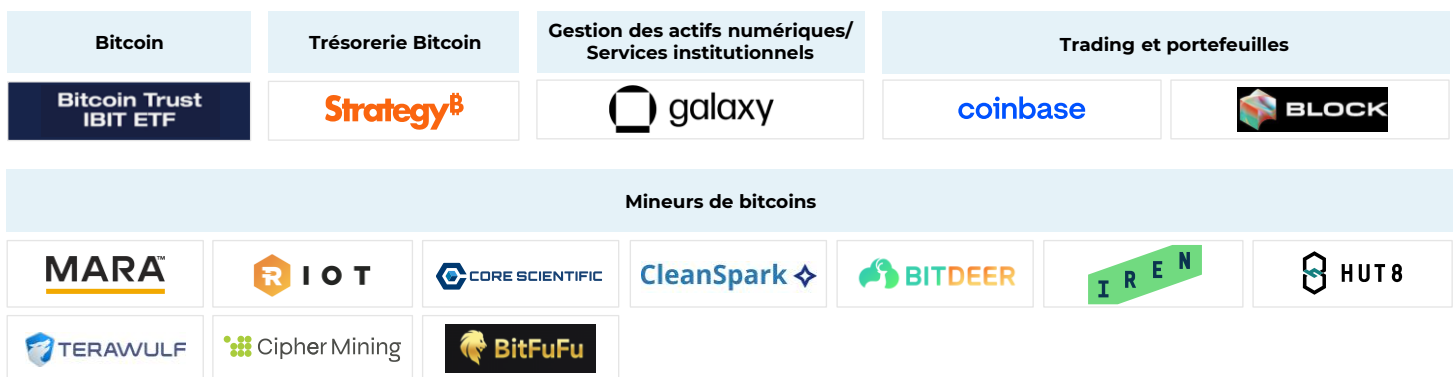 Bitcoin
Trésorerie Bitcoin
Gestion des actifs numériques/
Services institutionnels
Trading et portefeuilles
Bitcoin Trust
IBIT ETF
Strategy₿
galaxy
coinbase
BLOCK
Mineurs de bitcoins
MARA™
RIOT
CORE SCIENTIFIC
CleanSpark
BITDEER
IREN
HUT8
TERAWULF
Cipher Mining
BitFuFu